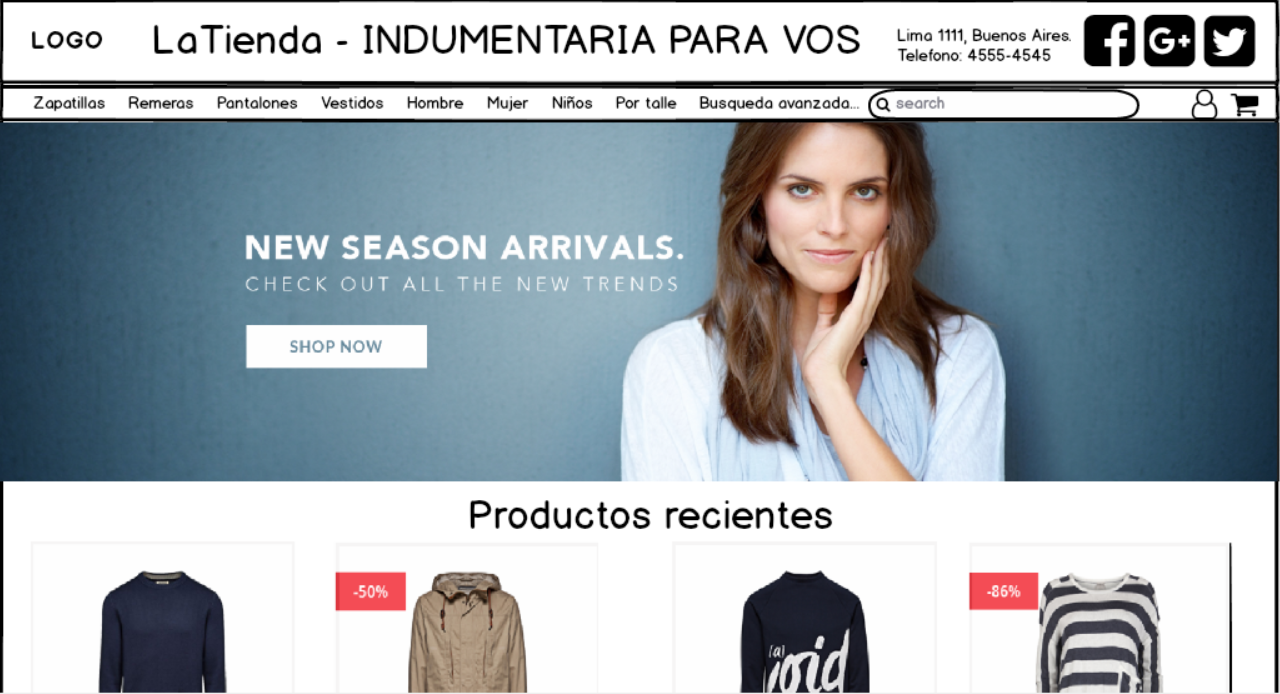 LOGO
LaTienda - INDUMENTARIA PARA VOS
Lima 1111, Buenos Aires.
Telefono: 4555-4545
f
G+
Zapatillas Remeras Pantalones Vestidos Hombre Mujer Niños Por talle Busqueda avanzada... search
NEW SEASON ARRIVALS.
CHECK OUT ALL THE NEW TRENDS
SHOP NOW
Productos recientes
-50%
-86%
(a)
void